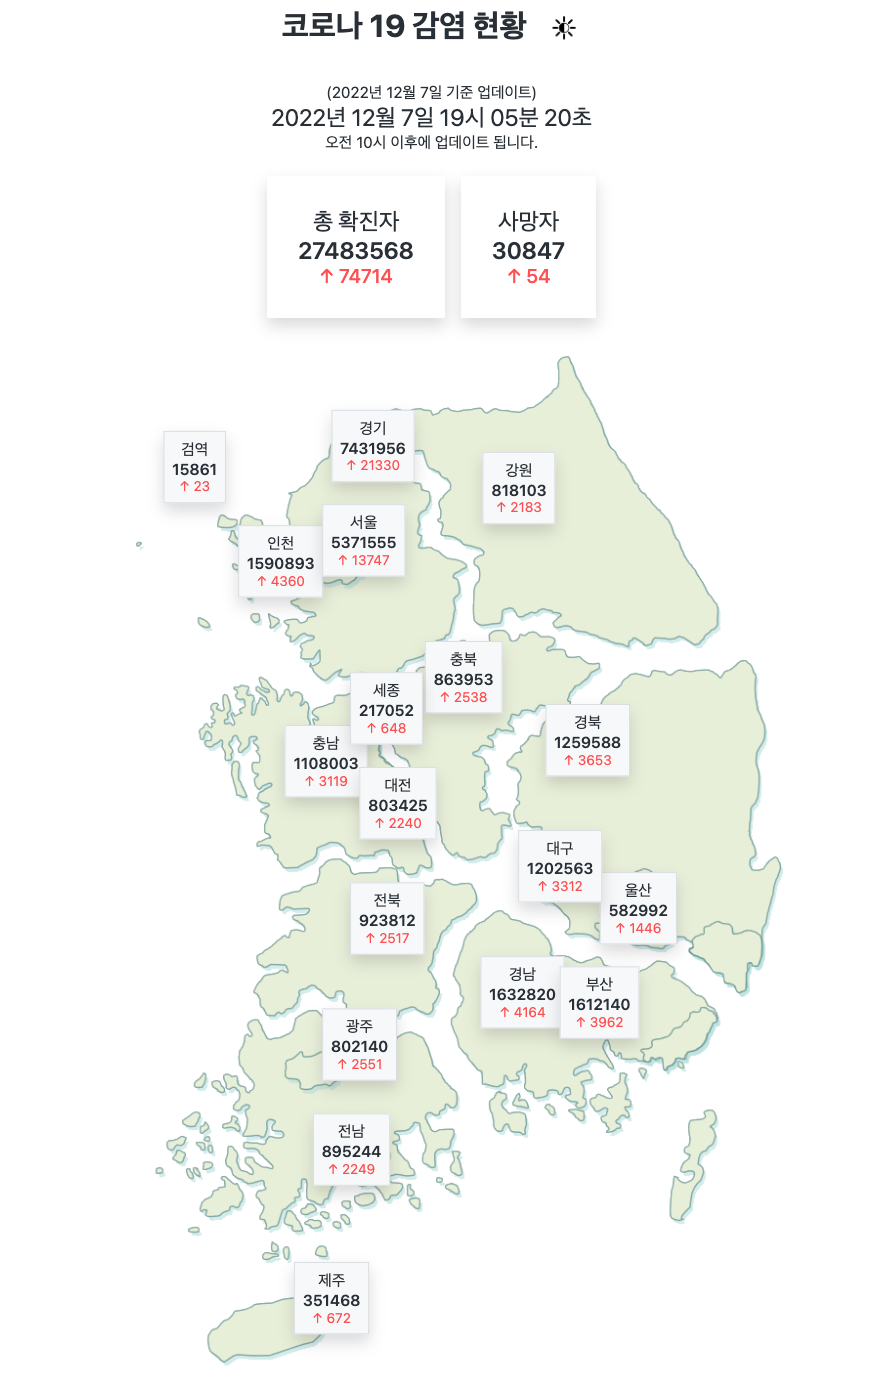 코로나 19 감염 현황
(2022년 12월 7일 기준 업데이트)
2022년 12월 7일 19시 05분 20초
오전 10시 이후에 업데이트 됩니다.
총 확진자
27483568
↑ 74714
사망자
30847
↑ 54
경기
7431956
↑ 21330
검역
15861
↑ 23
강원
818103
↑ 2183
서울
5371555
↑ 13747
인천
1590893
↑ 4360
충북
863953
↑ 2538
세종
217052
↑ 648
경북
1259588
↑ 3653
충남
1108003
↑ 3119
대전
803425
↑ 2240
대구
1202563
↑ 3312
울산
582992
↑ 1446
전북
923812
↑ 2517
경남
1632820
↑ 4164
부산
1612140
↑ 3962
광주
802140
↑ 2551
전남
895244
↑ 2249
제주
351468
↑ 672